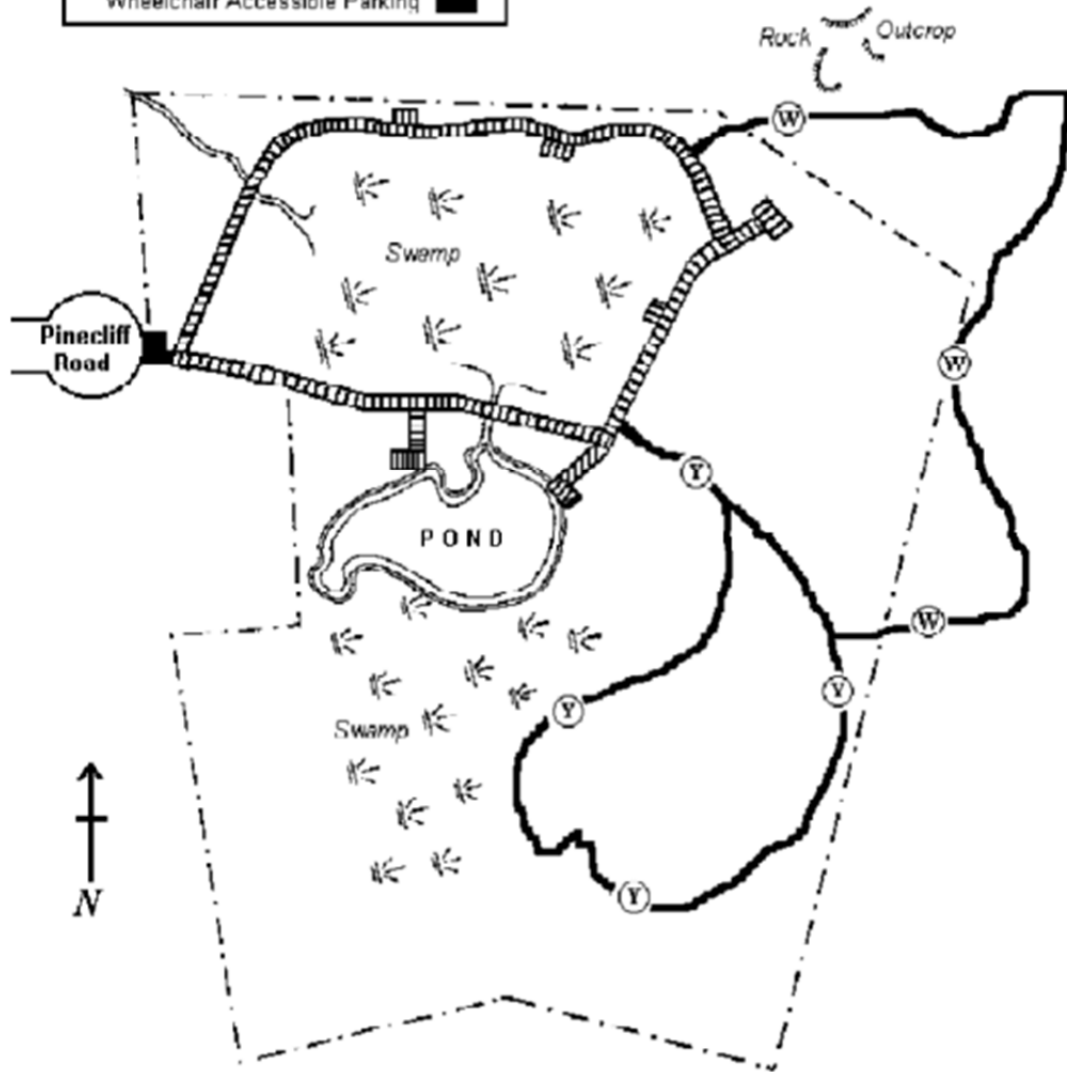 Wheelchair Accessible Parking
Rock Outcrop
W
Swamp
Pinecliff
Road
W
Y
POND
W
Y
Y
Swamp
Y
N